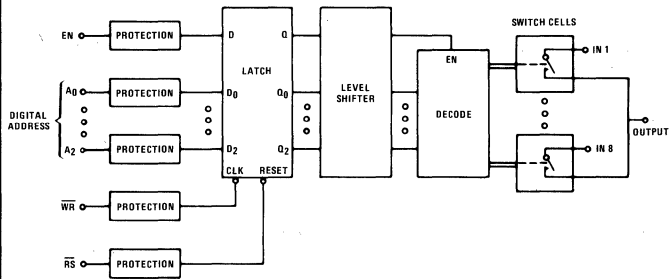 SWITCH CELLS
EN PROTECTION D Q IN 1
LATCH
EN
A0 PROTECTION D0 Q0 LEVEL SHIFTER DECODE
DIGITAL ADDRESS
OUTPUT
A2 PROTECTION D2 Q2 IN 8
CLK RESET
WR PROTECTION
RS PROTECTION